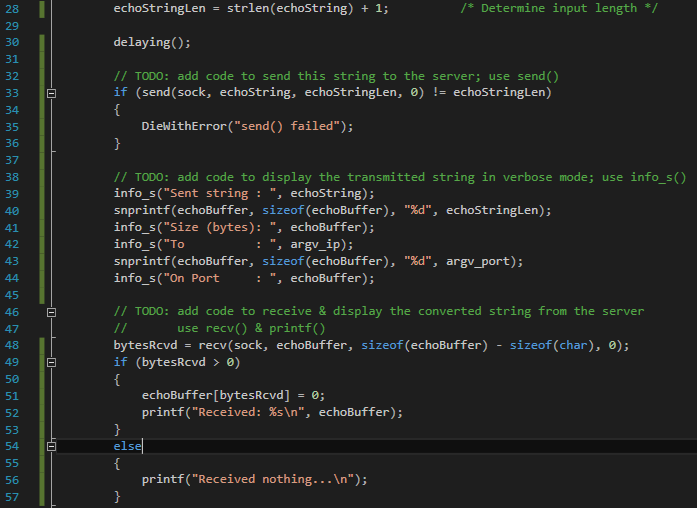 28 echoStringLen = strlen(echoString) + 1; /* Determine input length */
29
30 delaying();
31
32 // TODO: add code to send this string to the server; use send()
33 if (send(sock, echoString, echoStringLen, 0) != echoStringLen)
34 {
35 DieWithError("send() failed");
36 }
37
38 // TODO: add code to display the transmitted string in verbose mode; use info_s()
39 info_s("Sent string : ", echoString);
40 snprintf(echoBuffer, sizeof(echoBuffer), "%d", echoStringLen);
41 info_s("Size (bytes): ", echoBuffer);
42 info_s("To          : ", argv_ip);
43 snprintf(echoBuffer, sizeof(echoBuffer), "%d", argv_port);
44 info_s("On Port     : ", echoBuffer);
45
46 // TODO: add code to receive & display the converted string from the server
47 //       use recv() & printf()
48 bytesRcvd = recv(sock, echoBuffer, sizeof(echoBuffer) - sizeof(char), 0);
49 if (bytesRcvd > 0)
50 {
51 echoBuffer[bytesRcvd] = 0;
52 printf("Received: %s\n", echoBuffer);
53 }
54 else
55 {
56 printf("Received nothing...\n");
57 }